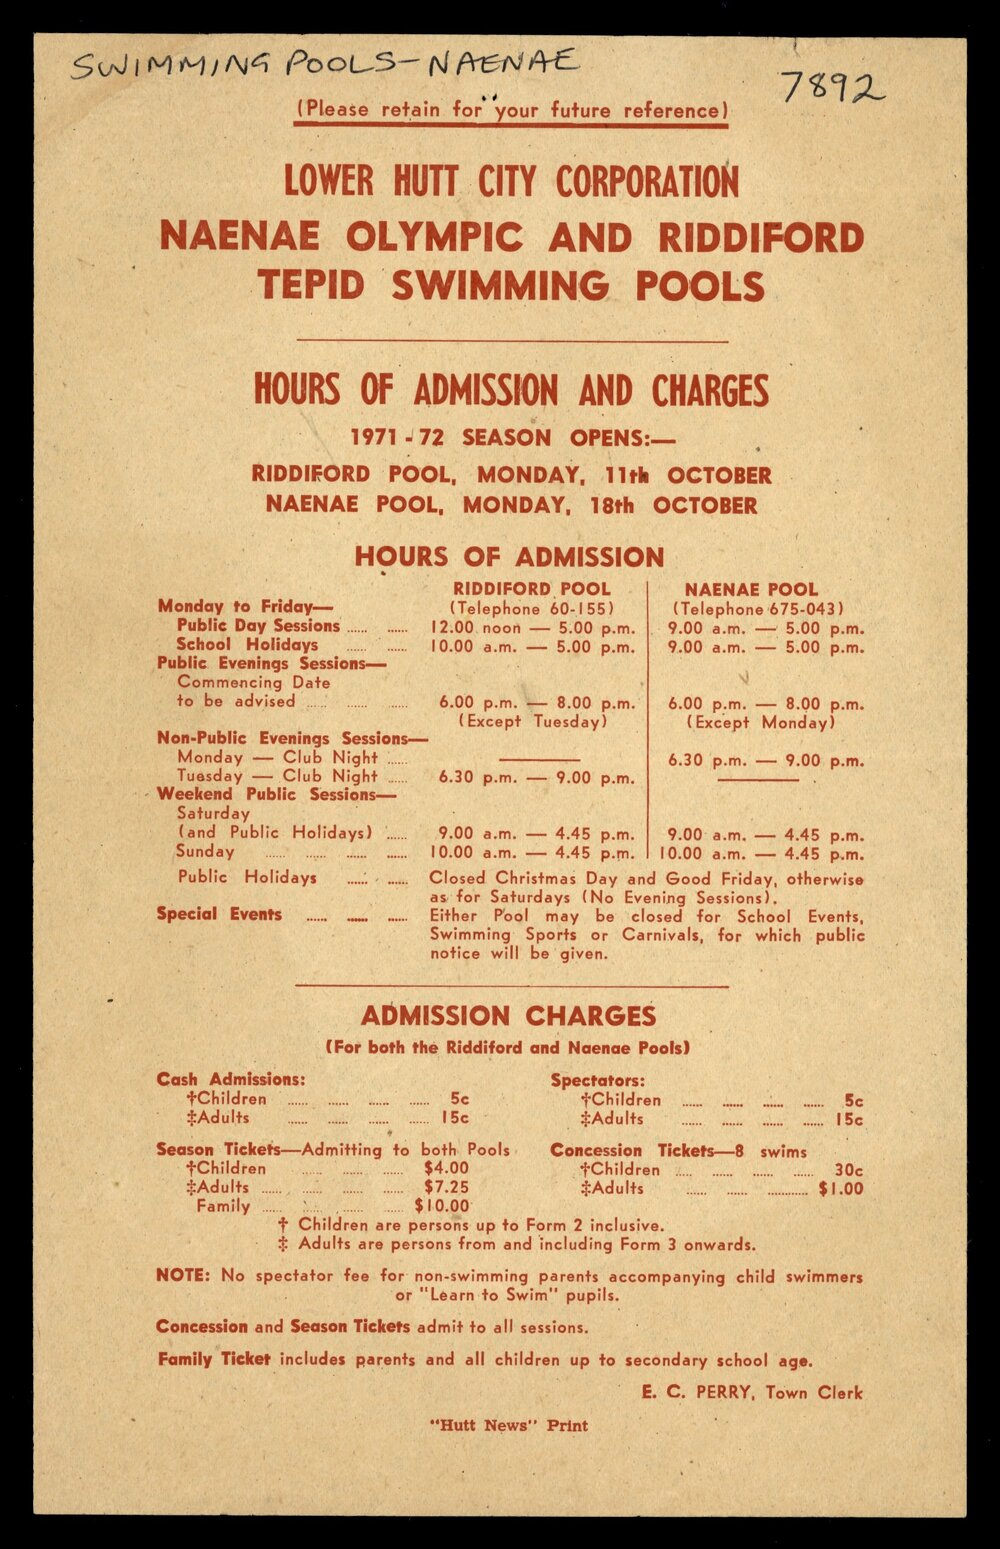 SWIMMING POOLS - NAENAE
7892
(Please retain for your future reference)
LOWER HUTT CITY CORPORATION
NAENAE OLYMPIC AND RIDDIFORD
TEPID SWIMMING POOLS
HOURS OF ADMISSION AND CHARGES
1971-72 SEASON OPENS:—
RIDDIFORD POOL, MONDAY, 11th OCTOBER
NAENAE POOL, MONDAY, 18th OCTOBER
HOURS OF ADMISSION
RIDDIFORD POOL NAENAE POOL
Monday to Friday— (Telephone 60-155) (Telephone 675-043)
Public Day Sessions ...... ...... 12.00 noon — 5.00 p.m. 9.00 a.m. — 5.00 p.m.
School Holidays ...... ...... 10.00 a.m. — 5.00 p.m. 9.00 a.m. — 5.00 p.m.
Public Evenings Sessions—
Commencing Date
to be advised ...... ...... ...... 6.00 p.m. — 8.00 p.m. 6.00 p.m. — 8.00 p.m.
(Except Tuesday) (Except Monday)
Non-Public Evenings Sessions—
Monday — Club Night ...... ——— 6.30 p.m. — 9.00 p.m.
Tuesday — Club Night ...... 6.30 p.m. — 9.00 p.m. ———
Weekend Public Sessions—
Saturday
(and Public Holidays) ...... 9.00 a.m. — 4.45 p.m. 9.00 a.m. — 4.45 p.m.
Sunday ...... ...... ...... ...... 10.00 a.m. — 4.45 p.m. 10.00 a.m. — 4.45 p.m.
Public Holidays ...... ...... Closed Christmas Day and Good Friday, otherwise
as for Saturdays (No Evening Sessions).
Special Events ...... ...... ...... Either Pool may be closed for School Events,
Swimming Sports or Carnivals, for which public
notice will be given.
ADMISSION CHARGES
(For both the Riddiford and Naenae Pools)
Cash Admissions: Spectators:
†Children ...... ...... ...... ...... 5c †Children ...... ...... ...... ...... 5c
‡Adults ...... ...... ...... ...... 15c ‡Adults ...... ...... ...... ...... 15c
Season Tickets—Admitting to both Pools Concession Tickets—8 swims
†Children ...... ...... ...... $4.00 †Children ...... ...... ...... ...... 30c
‡Adults ...... ...... ...... ...... $7.25 ‡Adults ...... ...... ............ $1.00
Family ...... ...... ...... ...... $10.00
† Children are persons up to Form 2 inclusive.
‡ Adults are persons from and including Form 3 onwards.
NOTE: No spectator fee for non-swimming parents accompanying child swimmers
or "Learn to Swim" pupils.
Concession and Season Tickets admit to all sessions.
Family Ticket includes parents and all children up to secondary school age.
E. C. PERRY, Town Clerk
"Hutt News" Print